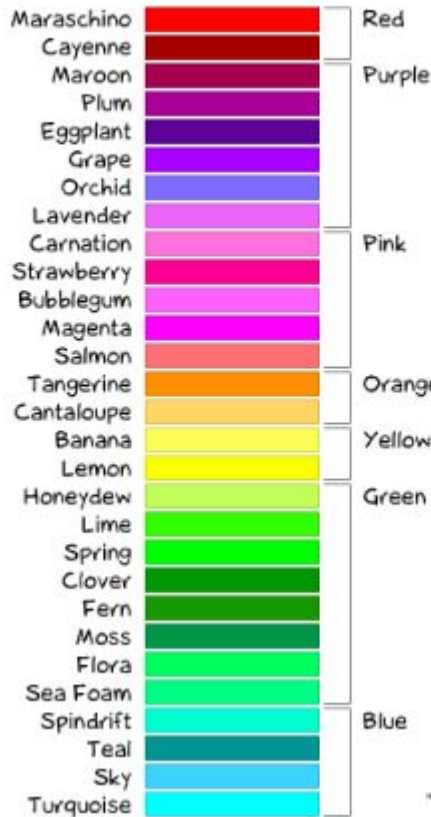 Maraschino Red
Cayenne
Maroon Purple
Plum
Eggplant
Grape
Orchid
Lavender
Carnation Pink
Strawberry
Bubblegum
Magenta
Salmon
Tangerine Orange
Cantaloupe
Banana Yellow
Lemon
Honeydew Green
Lime
Spring
Clover
Fern
Moss
Flora
Sea Foam
Spindrift Blue
Teal
Sky
Turquoise